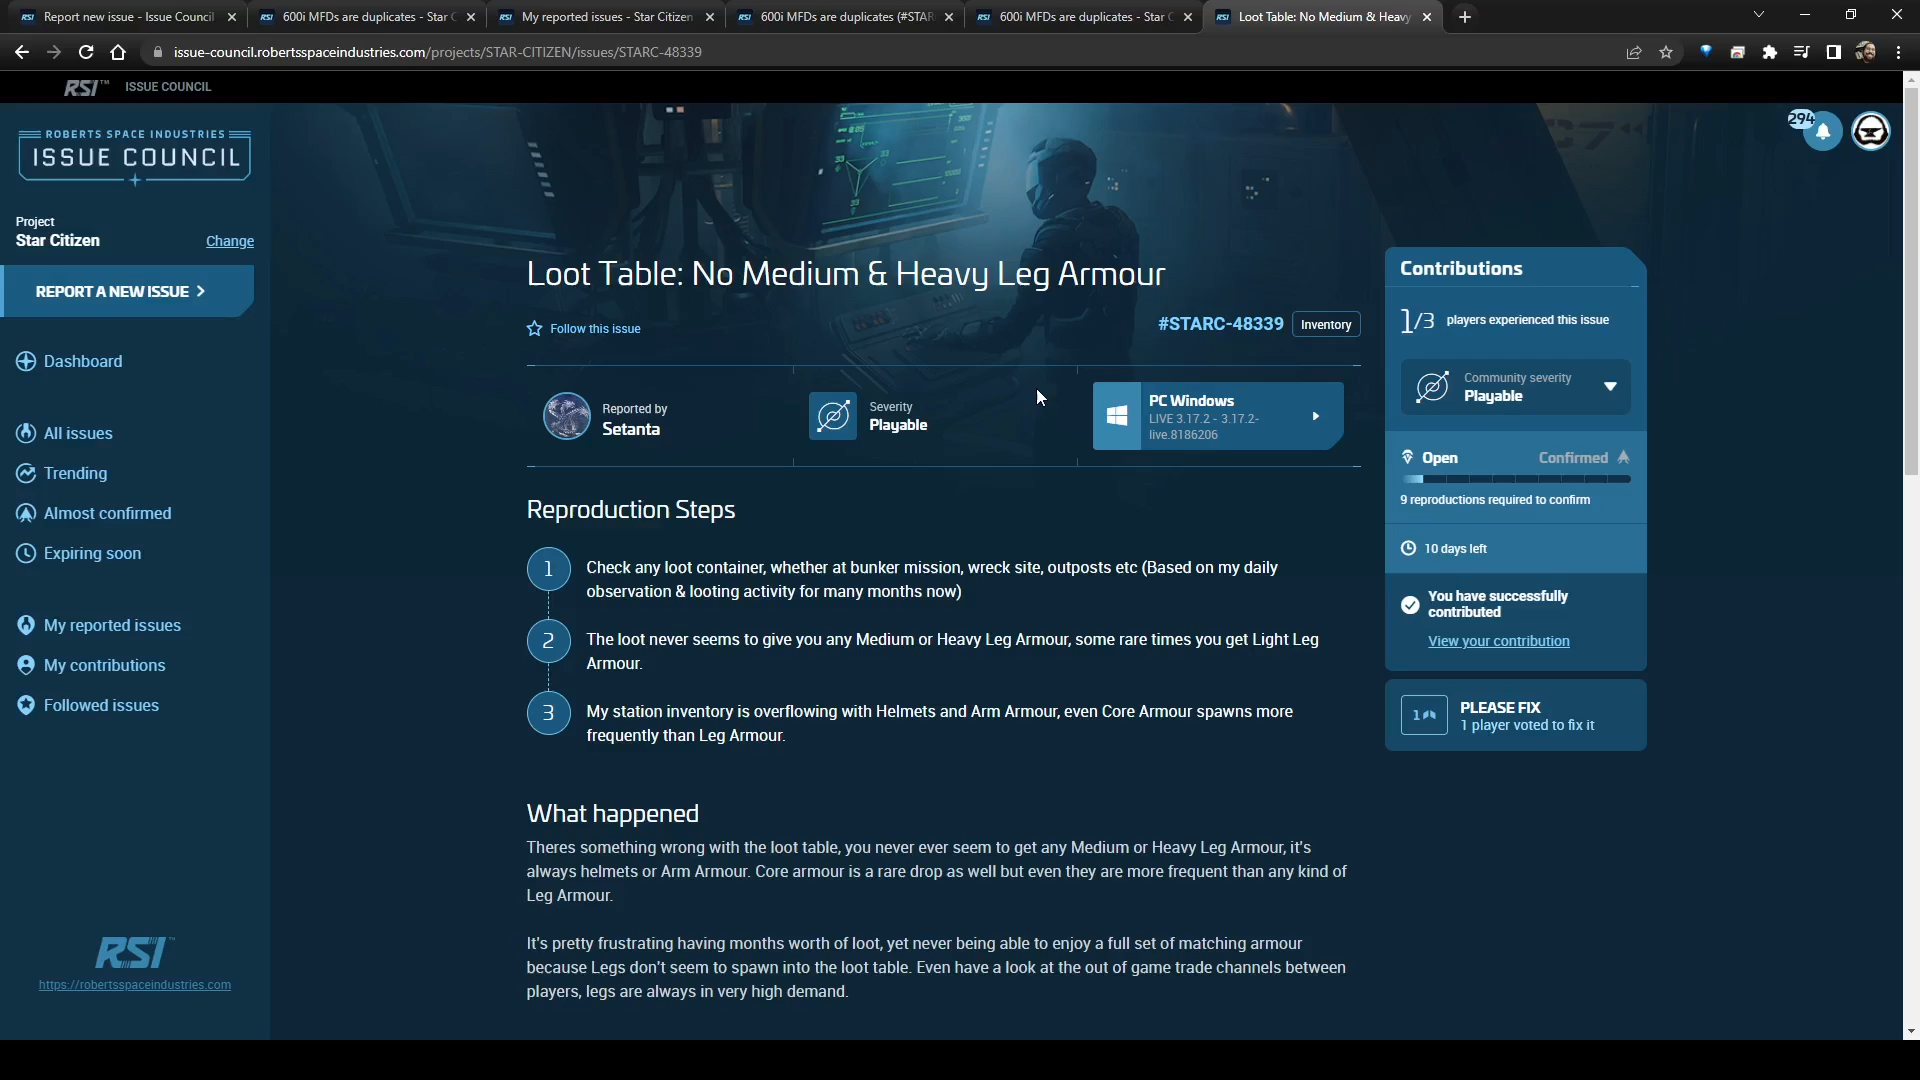 Report new issue - Issue Council
600i MFDs are duplicates - Star C
My reported issues - Star Citizen
600i MFDs are duplicates (#STAR
600i MFDs are duplicates - Star C
Loot Table: No Medium & Heavy
issue-council.robertsspaceindustries.com/projects/STAR-CITIZEN/issues/STARC-48339
RSI™ ISSUE COUNCIL
ROBERTS SPACE INDUSTRIES
ISSUE COUNCIL
294
Project
Star Citizen
Change
REPORT A NEW ISSUE
Dashboard
All issues
Trending
Almost confirmed
Expiring soon
My reported issues
My contributions
Followed issues
RSI™
https://robertsspaceindustries.com
Loot Table: No Medium & Heavy Leg Armour
Follow this issue
#STARC-48339
Inventory
Reported by
Setanta
Severity
Playable
PC Windows
LIVE 3.17.2 - 3.17.2-
live.8186206
Reproduction Steps
1
Check any loot container, whether at bunker mission, wreck site, outposts etc (Based on my daily
observation & looting activity for many months now)
2
The loot never seems to give you any Medium or Heavy Leg Armour, some rare times you get Light Leg
Armour.
3
My station inventory is overflowing with Helmets and Arm Armour, even Core Armour spawns more
frequently than Leg Armour.
What happened
Theres something wrong with the loot table, you never ever seem to get any Medium or Heavy Leg Armour, it's
always helmets or Arm Armour. Core armour is a rare drop as well but even they are more frequent than any kind of
Leg Armour.
It's pretty frustrating having months worth of loot, yet never being able to enjoy a full set of matching armour
because Legs don't seem to spawn into the loot table. Even have a look at the out of game trade channels between
players, legs are always in very high demand.
Contributions
1/3 players experienced this issue
Community severity
Playable
Open
Confirmed
9 reproductions required to confirm
10 days left
You have successfully
contributed
View your contribution
1
PLEASE FIX
1 player voted to fix it